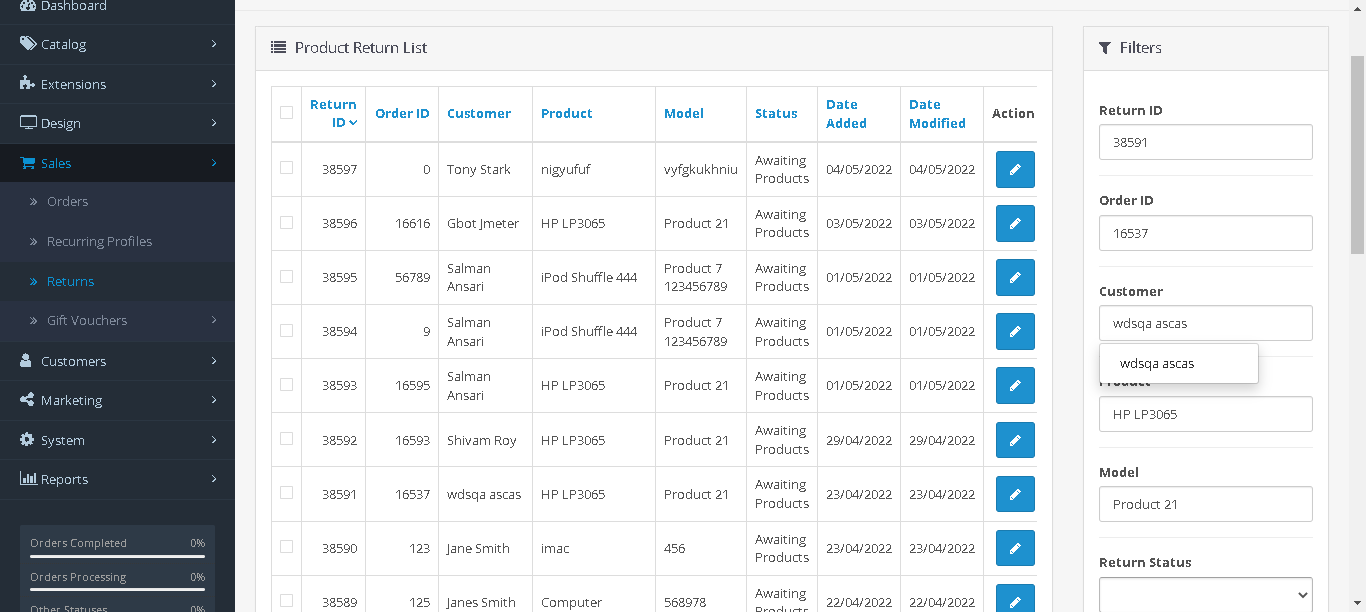 Dashboard
Catalog
Extensions
Design
Sales
Orders
Recurring Profiles
Returns
Gift Vouchers
Customers
Marketing
System
Reports
Orders Completed 0%
Orders Processing 0%
Other Statuses 0%
Product Return List
Return ID Order ID Customer Product Model Status Date Added Date Modified Action
38597 0 Tony Stark nigyufuf vyfgkukhniu Awaiting Products 04/05/2022 04/05/2022
38596 16616 Gbot Jmeter HP LP3065 Product 21 Awaiting Products 03/05/2022 03/05/2022
38595 56789 Salman Ansari iPod Shuffle 444 Product 7 123456789 Awaiting Products 01/05/2022 01/05/2022
38594 9 Salman Ansari iPod Shuffle 444 Product 7 123456789 Awaiting Products 01/05/2022 01/05/2022
38593 16595 Salman Ansari HP LP3065 Product 21 Awaiting Products 01/05/2022 01/05/2022
38592 16593 Shivam Roy HP LP3065 Product 21 Awaiting Products 29/04/2022 29/04/2022
38591 16537 wdsqa ascas HP LP3065 Product 21 Awaiting Products 23/04/2022 23/04/2022
38590 123 Jane Smith imac 456 Awaiting Products 23/04/2022 23/04/2022
38589 125 Janes Smith Computer 568978 Awaiting Products 22/04/2022 22/04/2022
Filters
Return ID
38591
Order ID
16537
Customer
wdsqa ascas
wdsqa ascas
Product
HP LP3065
Model
Product 21
Return Status